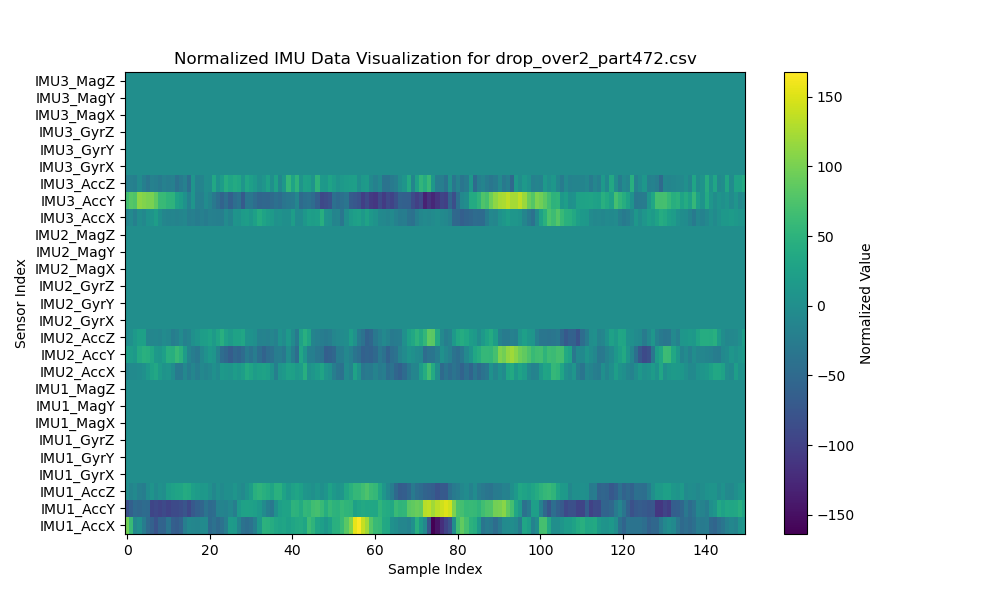 Normalized IMU Data Visualization for drop_over2_part472.csv
IMU3_MagZ
IMU3_MagY
IMU3_MagX
IMU3_GyrZ
IMU3_GyrY
IMU3_GyrX
IMU3_AccZ
IMU3_AccY
IMU3_AccX
IMU2_MagZ
IMU2_MagY
IMU2_MagX
IMU2_GyrZ
IMU2_GyrY
IMU2_GyrX
IMU2_AccZ
IMU2_AccY
IMU2_AccX
IMU1_MagZ
IMU1_MagY
IMU1_MagX
IMU1_GyrZ
IMU1_GyrY
IMU1_GyrX
IMU1_AccZ
IMU1_AccY
IMU1_AccX
Sensor Index
0 20 40 60 80 100 120 140
Sample Index
150
100
50
0
−50
−100
−150
Normalized Value